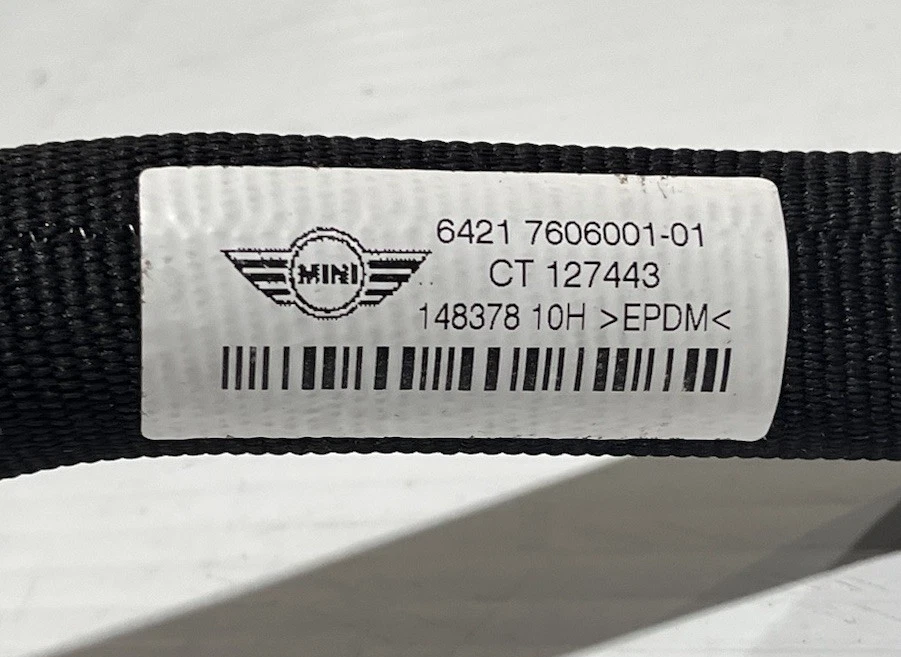 MINI
6421 7606001-01
CT 127443
148378 10H >EPDM<